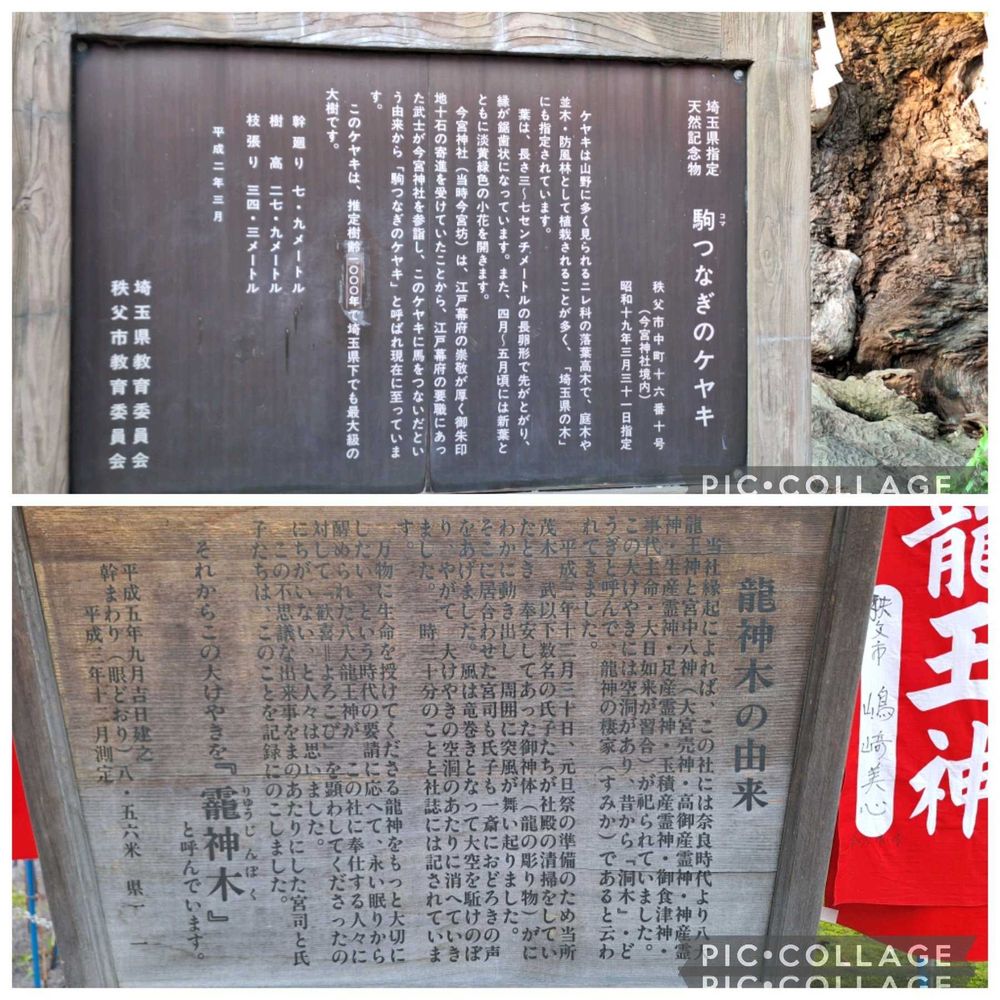 埼玉県指定
天然記念物
駒つなぎのケヤキ
コマ
秩父市中町十六番十号
(今宮神社境内)
昭和十九年三月三十一日指定
ケヤキは山野に多く見られるニレ科の落葉高木で、庭木や
並木・防風林として植栽されることが多く、「埼玉県の木」
にも指定されています。
葉は、長さ三~七センチメートルの長卵形で先がとがり、
縁が鋸歯状になっています。また、四月~五月頃には新葉と
ともに淡黄緑色の小花を開きます。
今宮神社(当時今宮坊)は、江戸幕府の崇敬が厚く御朱印
地十石の寄進を受けていたことから、江戸幕府の要職にあっ
た武士が今宮神社を参詣し、このケヤキに馬をつないだとい
う由来から「駒つなぎのケヤキ」と呼ばれ現在に至っていま
す。
このケヤキは、推定樹齢一〇〇〇年で埼玉県下でも最大級の
大樹です。
幹廻り 七・九メートル
樹 高 二七・九メートル
枝張り 三四・三メートル
平成二年三月
埼玉県教育委員会
秩父市教育委員会
PIC•COLLAGE
龍神木の由来
当社縁起によれば、この社には奈良時代より八大
龍王神と宮中八神(大宮売神・高御産霊神・神産霊
神・生産霊神・足産霊神・玉積産霊神・御食津神・
事代主命・大日如来が習合)が祀られていました。
この大けやきには空洞があり、昔から『洞木』・ど
うぎと呼んで、龍神の棲家(すみか)であると云わ
れてきました。
平成三年十二月三十日、元旦祭の準備のため当所
茂木 武以下数名の氏子たちが社殿の清掃をしてい
たとき、奉安してあった御神体(龍の彫り物)がに
わかに動き出し、周囲に突風が舞い起りました。
そこに居合わせた宮司も氏子も一斎におどろきの声
をあげました。風は竜巻きとなって大空を駈けのぼ
り、やがて、大けやきの空洞のあたりに消へていき
ました。 時 十分のことと社誌には記されていま
す。
万物に生命を授けてくださる龍神をもっと大切に
したい、という時代の要請に応へて、永い眠りから
醒められた八大龍王神が、この社に奉仕する人々に
対して「歓喜=よろこび」を顕わしてくださったの
にちがいない、と人々は思いました。
この不思議な出来事をまのあたりにした宮司と氏
子たちは、このことを記録にのこしました。
それからこの大けやきを『龗神木』
りゅうじんぼく
と呼んでいます。
平成五年九月吉日建之
幹まわり(眼どおり)八 五六米 県
平成三年十二月測定
龍王神
秩父市 嶋﨑美心
PIC•COLLAGE
PIC•COLLAGE